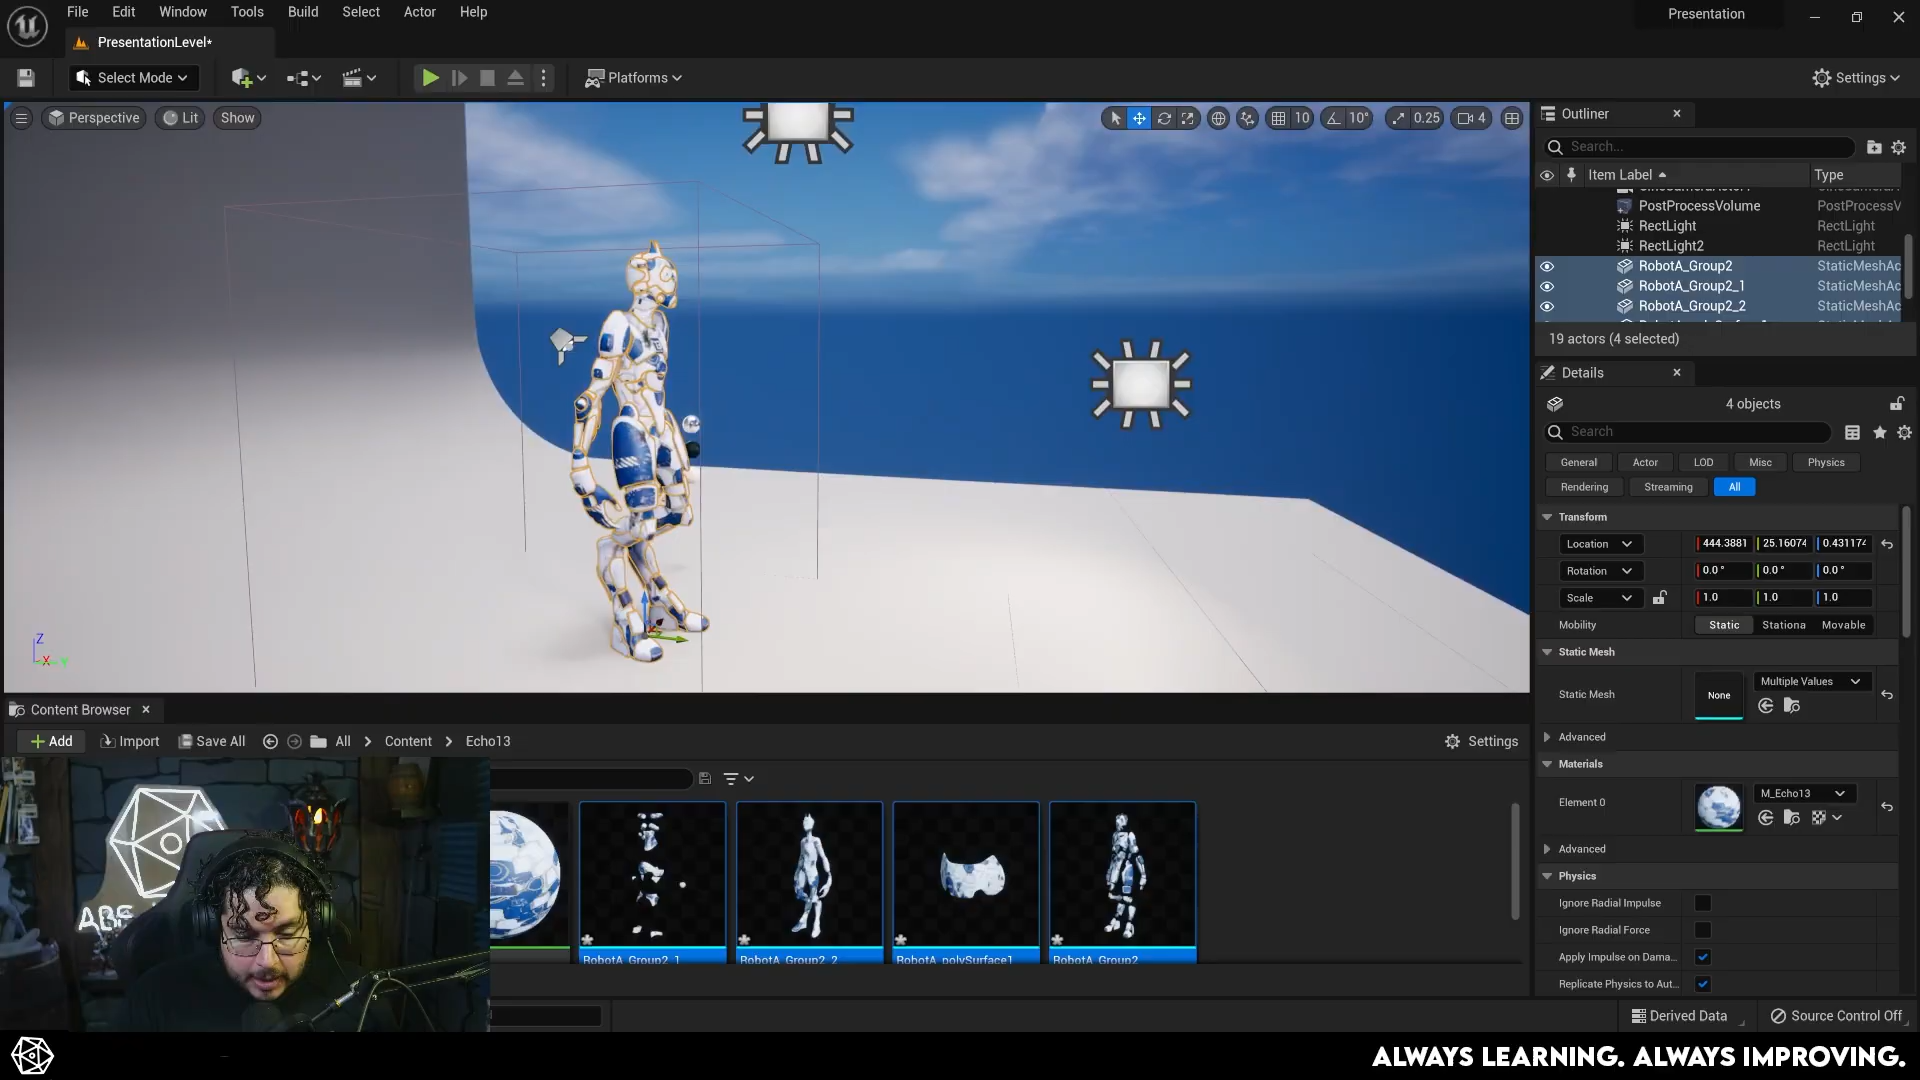 File Edit Window Tools Build Select Actor Help
Presentation
PresentationLevel*
Select Mode
Platforms
Settings
Perspective
Lit
Show
10
10°
0.25
4
Outliner
Search...
Item Label
Type
PostProcessVolume PostProcessV
RectLight RectLight
RectLight2 RectLight
RobotA_Group2 StaticMeshAc
RobotA_Group2_1 StaticMeshAc
RobotA_Group2_2 StaticMeshAc
19 actors (4 selected)
Details
4 objects
Search
General Actor LOD Misc Physics
Rendering Streaming All
Transform
Location 444.3881 25.16074 0.431174
Rotation 0.0° 0.0° 0.0°
Scale 1.0 1.0 1.0
Mobility Static Stationa Movable
Static Mesh
Static Mesh None Multiple Values
Advanced
Materials
Element 0 M_Echo13
Advanced
Physics
Ignore Radial Impulse
Ignore Radial Force
Apply Impulse on Dama...
Replicate Physics to Aut...
Z
X
Y
Content Browser
Add Import Save All All Content Echo13 Settings
RobotA_Group2_1 RobotA_Group2_2 RobotA_polySurface1 RobotA_Group2
ABE
Derived Data
Source Control Off
ALWAYS LEARNING. ALWAYS IMPROVING.